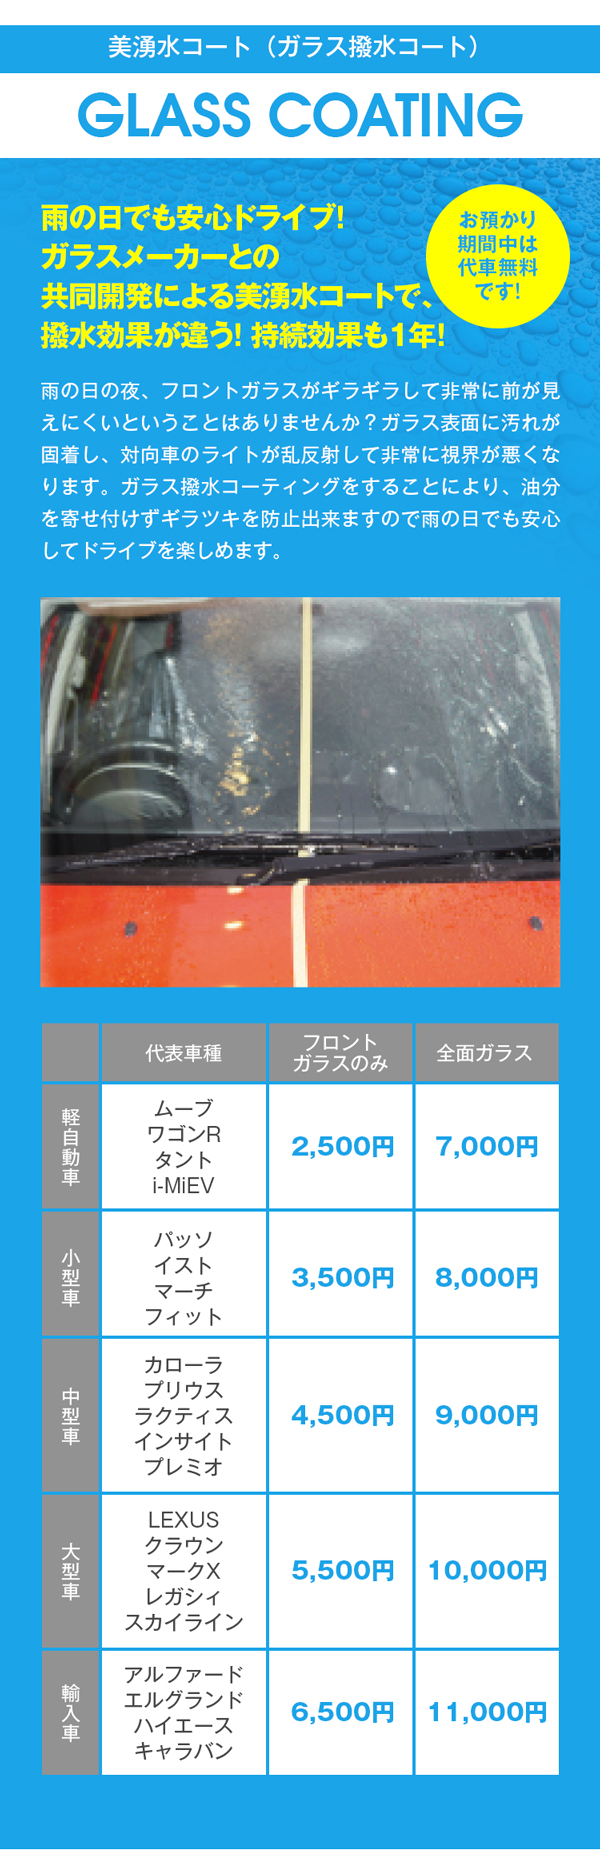 美湧水コート（ガラス撥水コート）
GLASS COATING
雨の日でも安心ドライブ!
ガラスメーカーとの
共同開発による美湧水コートで、
撥水効果が違う! 持続効果も1年!
お預かり
期間中は
代車無料
です!
雨の日の夜、フロントガラスがギラギラして非常に前が見
えにくいということはありませんか？ガラス表面に汚れが
固着し、対向車のライトが乱反射して非常に視界が悪くな
ります。ガラス撥水コーティングをすることにより、油分
を寄せ付けずギラツキを防止出来ますので雨の日でも安心
してドライブを楽しめます。
代表車種
フロント
ガラスのみ
全面ガラス
軽自動車
ムーブ
ワゴンR
タント
i-MiEV
2,500円
7,000円
小型車
パッソ
イスト
マーチ
フィット
3,500円
8,000円
中型車
カローラ
プリウス
ラクティス
インサイト
プレミオ
4,500円
9,000円
大型車
LEXUS
クラウン
マークX
レガシィ
スカイライン
5,500円
10,000円
輸入車
アルファード
エルグランド
ハイエース
キャラバン
6,500円
11,000円